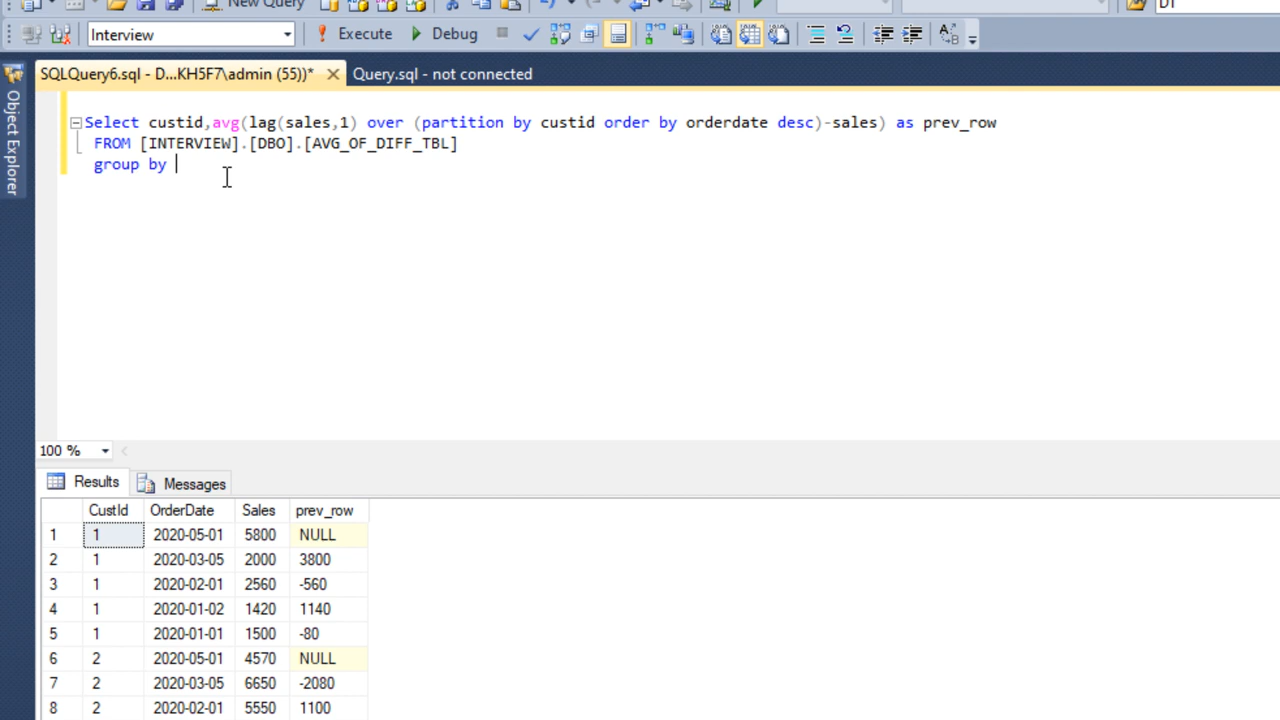 New Query
DT
Interview
Execute
Debug
SQLQuery6.sql - D...KH5F7\admin (55))*
Query.sql - not connected
Object Explorer
Select custid,avg(lag(sales,1) over (partition by custid order by orderdate desc)-sales) as prev_row
FROM [INTERVIEW].[DBO].[AVG_OF_DIFF_TBL]
group by
100 %
Results
Messages
CustId OrderDate Sales prev_row
1 1 2020-05-01 5800 NULL
2 1 2020-03-05 2000 3800
3 1 2020-02-01 2560 -560
4 1 2020-01-02 1420 1140
5 1 2020-01-01 1500 -80
6 2 2020-05-01 4570 NULL
7 2 2020-03-05 6650 -2080
8 2 2020-02-01 5550 1100